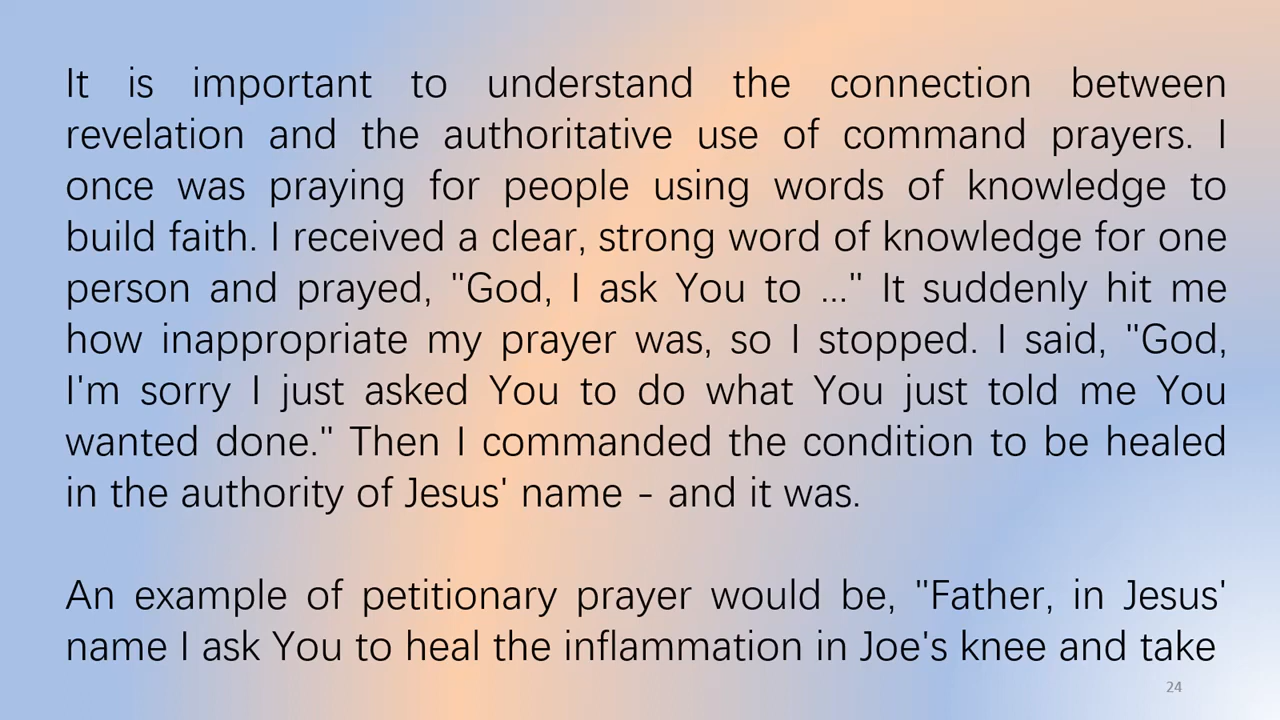 It is important to understand the connection between
revelation and the authoritative use of command prayers. I
once was praying for people using words of knowledge to
build faith. I received a clear, strong word of knowledge for one
person and prayed, "God, I ask You to ..." It suddenly hit me
how inappropriate my prayer was, so I stopped. I said, "God,
I'm sorry I just asked You to do what You just told me You
wanted done." Then I commanded the condition to be healed
in the authority of Jesus' name - and it was.
An example of petitionary prayer would be, "Father, in Jesus'
name I ask You to heal the inflammation in Joe's knee and take
24